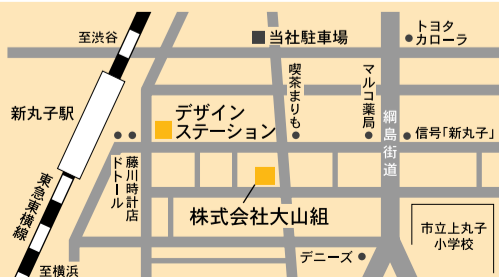 至渋谷
当社駐車場
トヨタ
カローラ
新丸子駅
デザイン
ステーション
喫茶まりも
マルコ薬局
綱島街道
信号「新丸子」
藤川時計店
ドトール
東急東横線
株式会社大山組
市立上丸子
小学校
デニーズ
至横浜